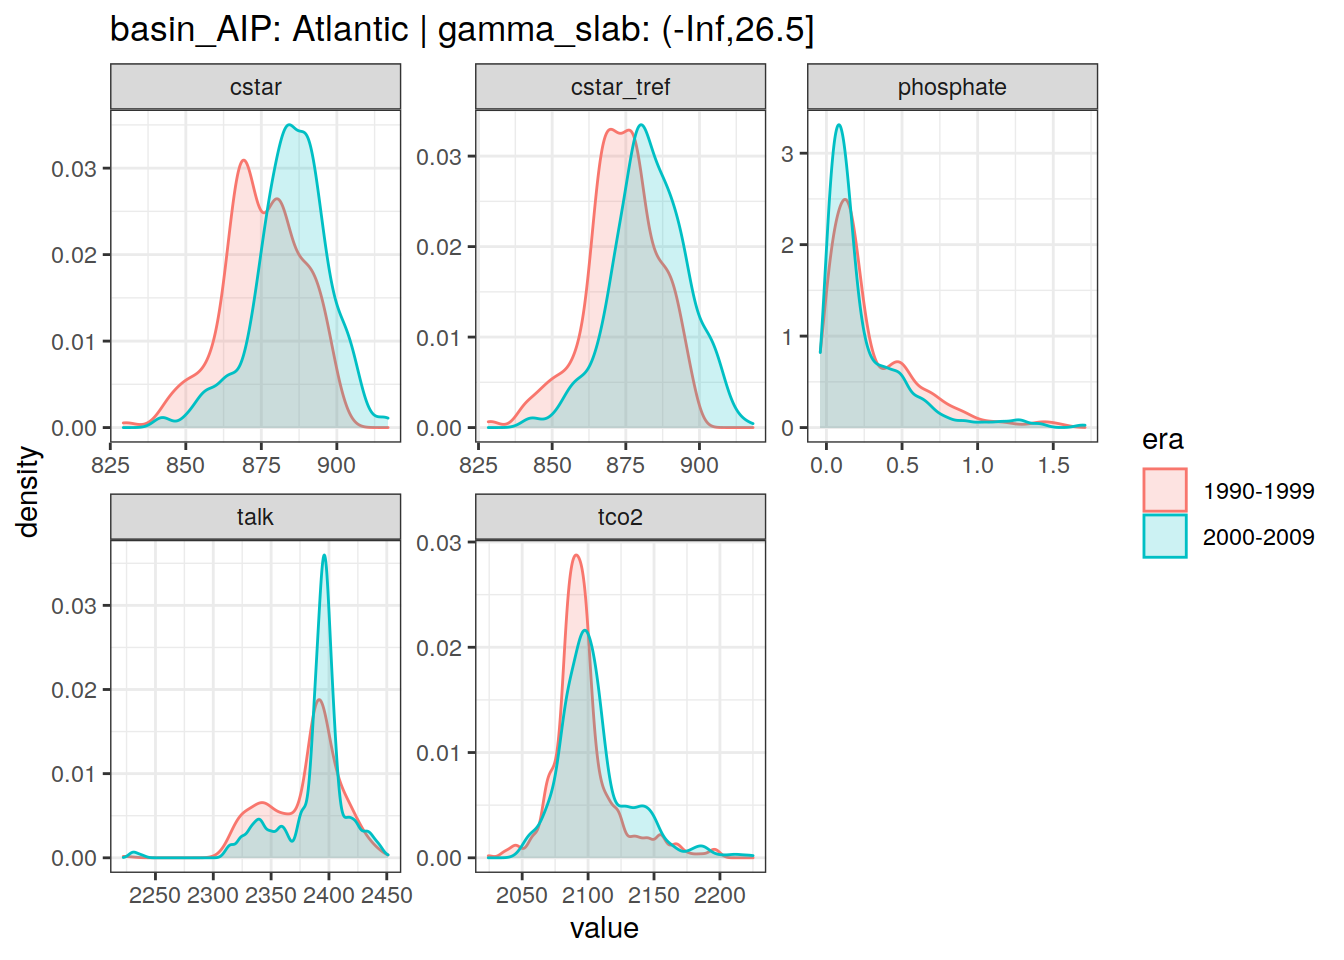 basin_AIP: Atlantic | gamma_slab: (-Inf,26.5]
cstar
cstar_tref
phosphate
0.03
0.02
0.01
0.00
825 850 875 900
0.03
0.02
0.01
0.00
825 850 875 900
3
2
1
0
0.0 0.5 1.0 1.5
talk
tco2
0.03
0.02
0.01
0.00
2250 2300 2350 2400 2450
0.03
0.02
0.01
0.00
2050 2100 2150 2200
density
value
era
1990-1999
2000-2009